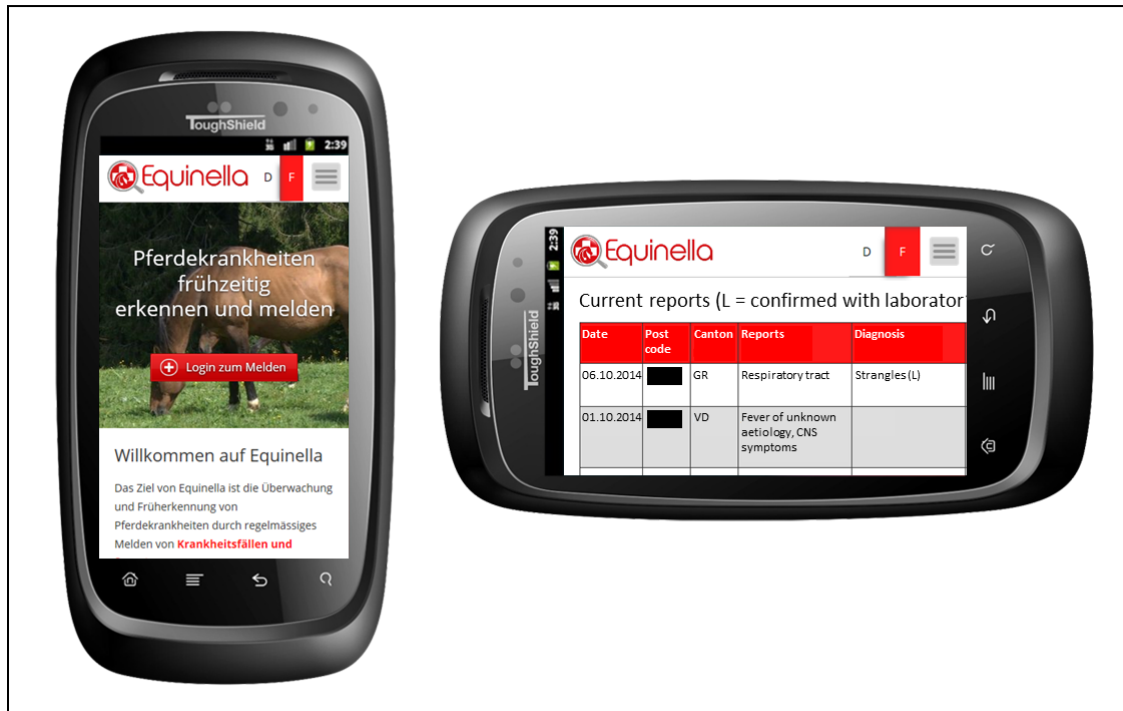 ToughShield
3G 2:39
Equinella D F
Pferdekrankheiten
frühzeitig
erkennen und melden
Login zum Melden
Willkommen auf Equinella
Das Ziel von Equinella ist die Überwachung
und Früherkennung von
Pferdekrankheiten durch regelmässiges
Melden von Krankheitsfällen und
ToughShield
2:39
Equinella D F
Current reports (L = confirmed with laborator
Date Post code Canton Reports Diagnosis
06.10.2014 GR Respiratory tract Strangles (L)
01.10.2014 VD Fever of unknown
aetiology, CNS
symptoms